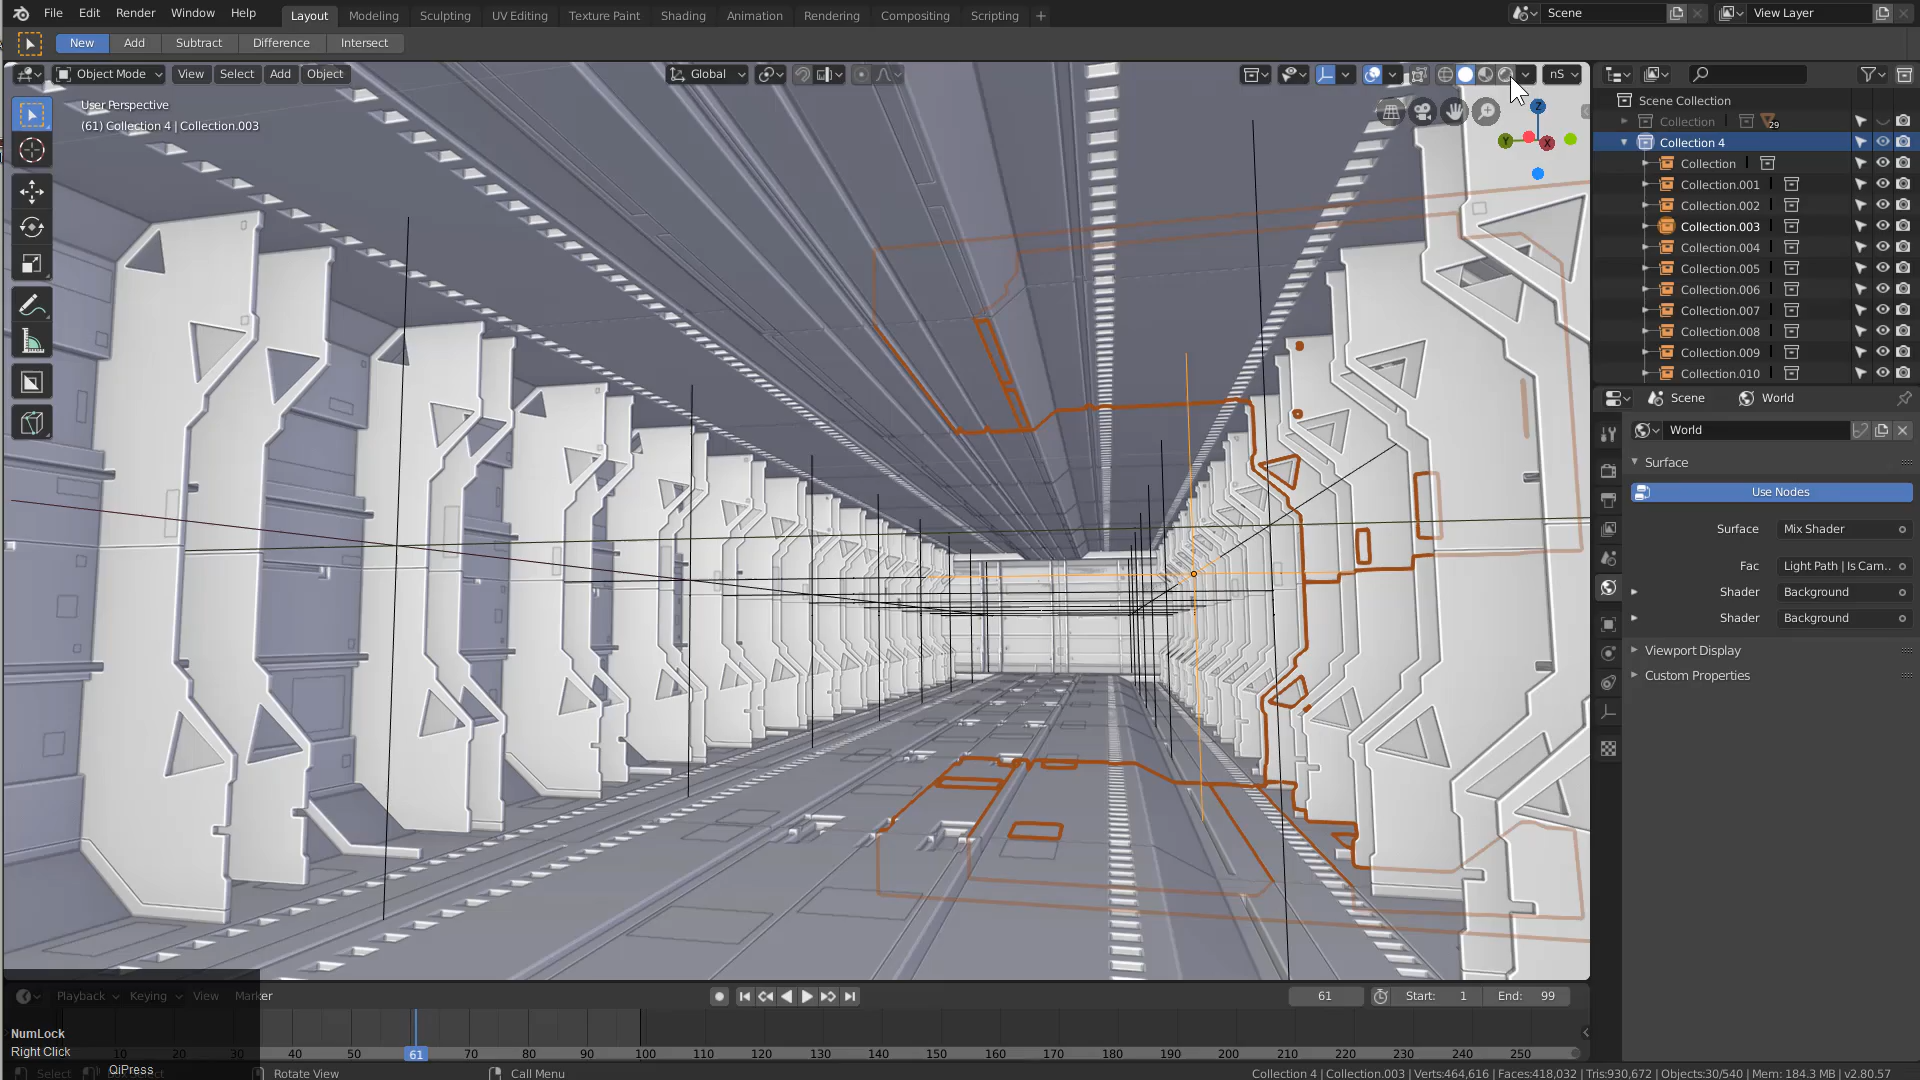 File Edit Render Window Help
Layout Modeling Sculpting UV Editing Texture Paint Shading Animation Rendering Compositing Scripting +
Scene
View Layer
New Add Subtract Difference Intersect
Object Mode View Select Add Object
Global
nS
User Perspective
(61) Collection 4 | Collection.003
Z
Y
X
Scene Collection
Collection 29
Collection 4
Collection
Collection.001
Collection.002
Collection.003
Collection.004
Collection.005
Collection.006
Collection.007
Collection.008
Collection.009
Collection.010
Scene World
World
Surface
Use Nodes
Surface Mix Shader
Fac Light Path | Is Cam..
Shader Background
Shader Background
Viewport Display
Custom Properties
Playback Keying View Marker
61 Start: 1 End: 99
NumLock
Right Click
QiPress
10 20 30 40 50 61 70 80 90 100 110 120 130 140 150 160 170 180 190 200 210 220 230 240 250
Select
Rotate View
Call Menu
Collection 4 | Collection.003 | Verts:464,616 | Faces:418,032 | Tris:930,672 | Objects:30/540 | Mem: 184.3 MB | v2.80.57